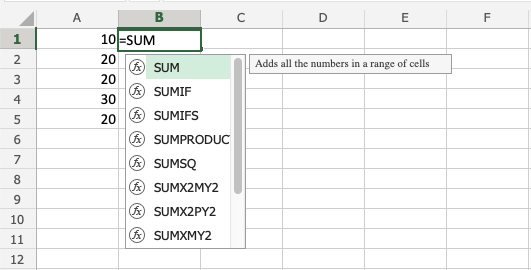 A B C D E F
1 10 =SUM
2 20 SUM Adds all the numbers in a range of cells
3 20 SUMIF
4 30 SUMIFS
5 20 SUMPRODUC
6 SUMSQ
7 SUMX2MY2
8 SUMX2PY2
9 SUMXMY2
10
11
12